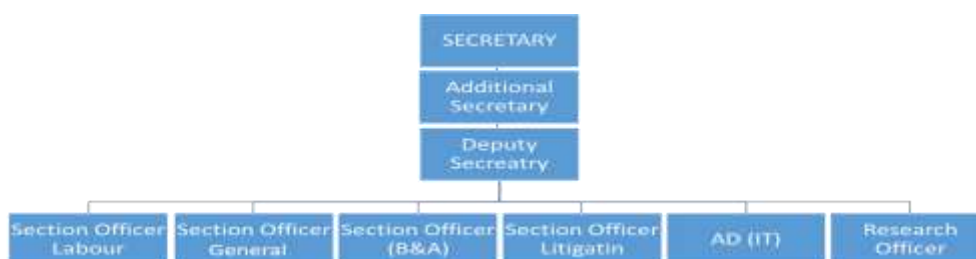 SECRETARY
Additional
Secretary
Deputy
Secreatry
Section Officer
Labour
Section Officer
General
Section Officer
(B&A)
Section Officer
Litigatin
AD (IT)
Research
Officer